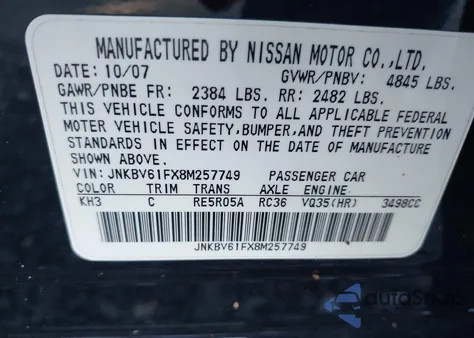 MANUFACTURED BY NISSAN MOTOR CO.,LTD.
DATE: 10/07 GVWR/PNBV: 4845 LBS.
GAWR/PNBE FR: 2384 LBS. RR: 2482 LBS.
THIS VEHICLE CONFORMS TO ALL APPLICABLE FEDERAL
MOTOR VEHICLE SAFETY,BUMPER,AND THEFT PREVENTION
STANDARDS IN EFFECT ON THE DATE OF MANUFACTURE
SHOWN ABOVE.
VIN: JNKBV61FX8M257749 PASSENGER CAR
COLOR TRIM TRANS AXLE ENGINE
KH3 C RE5R05A RC36 VQ35(HR) 3498CC
JNKBV61FX8M257749